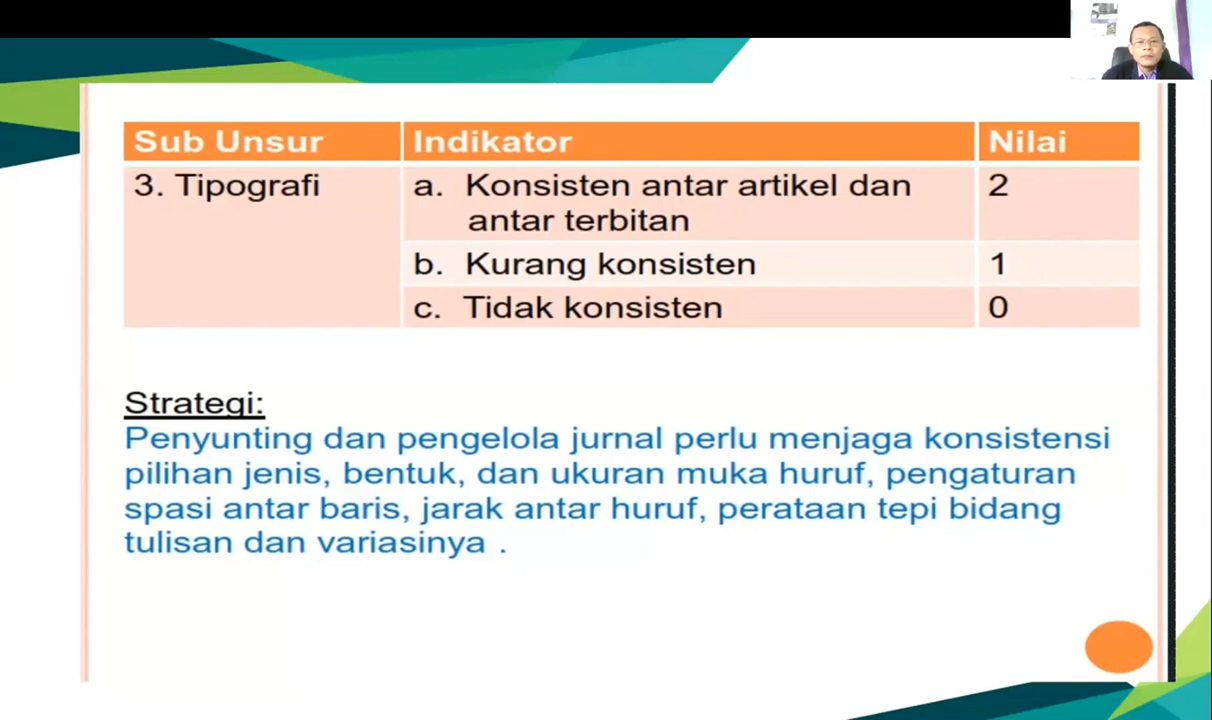 Sub Unsur Indikator Nilai
3. Tipografi a. Konsisten antar artikel dan 2
antar terbitan
b. Kurang konsisten 1
c. Tidak konsisten 0
Strategi:
Penyunting dan pengelola jurnal perlu menjaga konsistensi
pilihan jenis, bentuk, dan ukuran muka huruf, pengaturan
spasi antar baris, jarak antar huruf, perataan tepi bidang
tulisan dan variasinya .